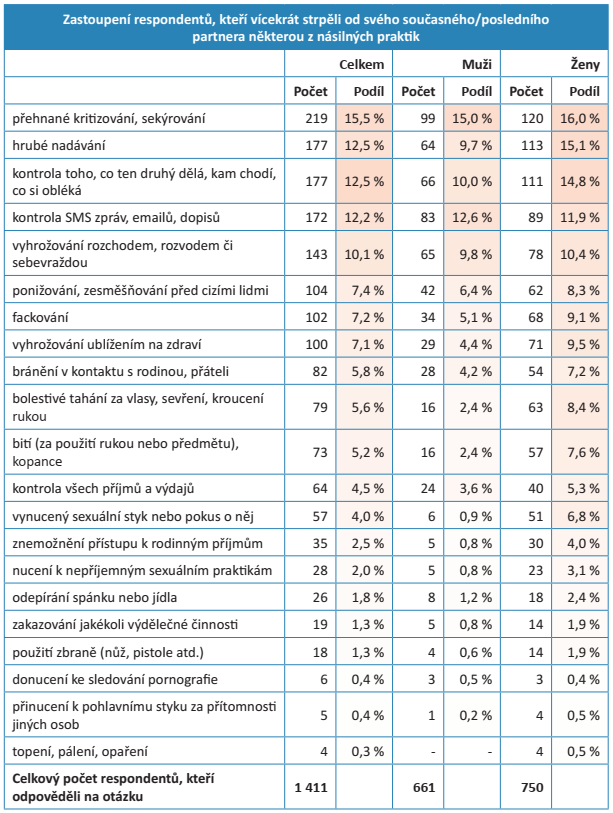 Zastoupení respondentů, kteří vícekrát strpěli od svého současného/posledního
partnera některou z násilných praktik
Celkem Muži Ženy
Počet Podíl Počet Podíl Počet Podíl
přehnané kritizování, sekýrování 219 15,5 % 99 15,0 % 120 16,0 %
hrubé nadávání 177 12,5 % 64 9,7 % 113 15,1 %
kontrola toho, co ten druhý dělá, kam chodí,
co si obléká 177 12,5 % 66 10,0 % 111 14,8 %
kontrola SMS zpráv, emailů, dopisů 172 12,2 % 83 12,6 % 89 11,9 %
vyhrožování rozchodem, rozvodem či
sebevraždou 143 10,1 % 65 9,8 % 78 10,4 %
ponižování, zesměšňování před cizími lidmi 104 7,4 % 42 6,4 % 62 8,3 %
fackování 102 7,2 % 34 5,1 % 68 9,1 %
vyhrožování ublížením na zdraví 100 7,1 % 29 4,4 % 71 9,5 %
bránění v kontaktu s rodinou, přáteli 82 5,8 % 28 4,2 % 54 7,2 %
bolestivé tahání za vlasy, sevření, kroucení
rukou 79 5,6 % 16 2,4 % 63 8,4 %
bití (za použití rukou nebo předmětu),
kopance 73 5,2 % 16 2,4 % 57 7,6 %
kontrola všech příjmů a výdajů 64 4,5 % 24 3,6 % 40 5,3 %
vynucený sexuální styk nebo pokus o něj 57 4,0 % 6 0,9 % 51 6,8 %
znemožnění přístupu k rodinným příjmům 35 2,5 % 5 0,8 % 30 4,0 %
nucení k nepříjemným sexuálním praktikám 28 2,0 % 5 0,8 % 23 3,1 %
odepírání spánku nebo jídla 26 1,8 % 8 1,2 % 18 2,4 %
zakazování jakékoli výdělečné činnosti 19 1,3 % 5 0,8 % 14 1,9 %
použití zbraně (nůž, pistole atd.) 18 1,3 % 4 0,6 % 14 1,9 %
donucení ke sledování pornografie 6 0,4 % 3 0,5 % 3 0,4 %
přinucení k pohlavnímu styku za přítomnosti
jiných osob 5 0,4 % 1 0,2 % 4 0,5 %
topení, pálení, opaření 4 0,3 % - - 4 0,5 %
Celkový počet respondentů, kteří
odpověděli na otázku 1 411 661 750